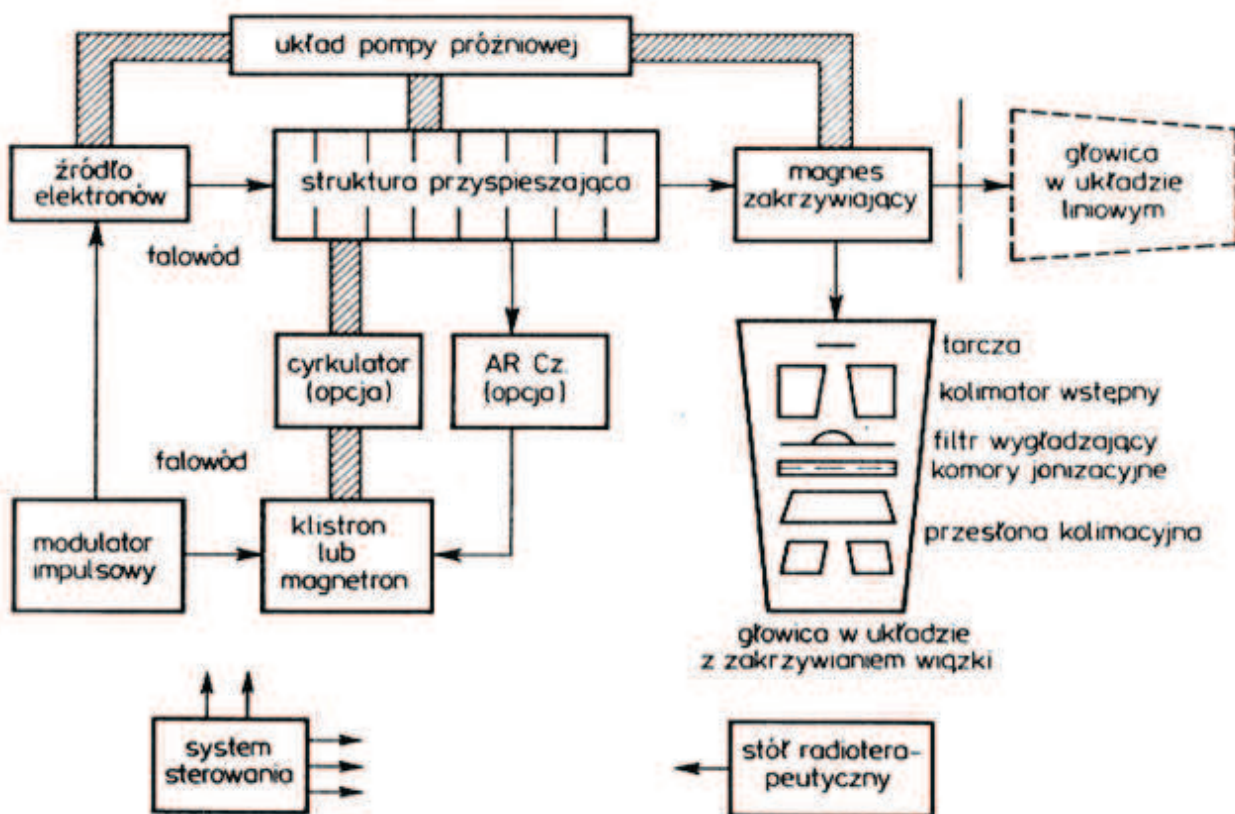 układ pompy próżniowej
źródło
elektronów
struktura przyspieszająca
magnes
zakrzywiający
głowica
w układzie
liniowym
falowód
cyrkulator
(opcja)
AR Cz.
(opcja)
tarcza
kolimator wstępny
filtr wygładzający
komory jonizacyjne
przesłona kolimacyjna
falowód
modulator
impulsowy
klistron
lub
magnetron
głowica w układzie
z zakrzywianiem wiązki
system
sterowania
stół radiotera-
peutyczny